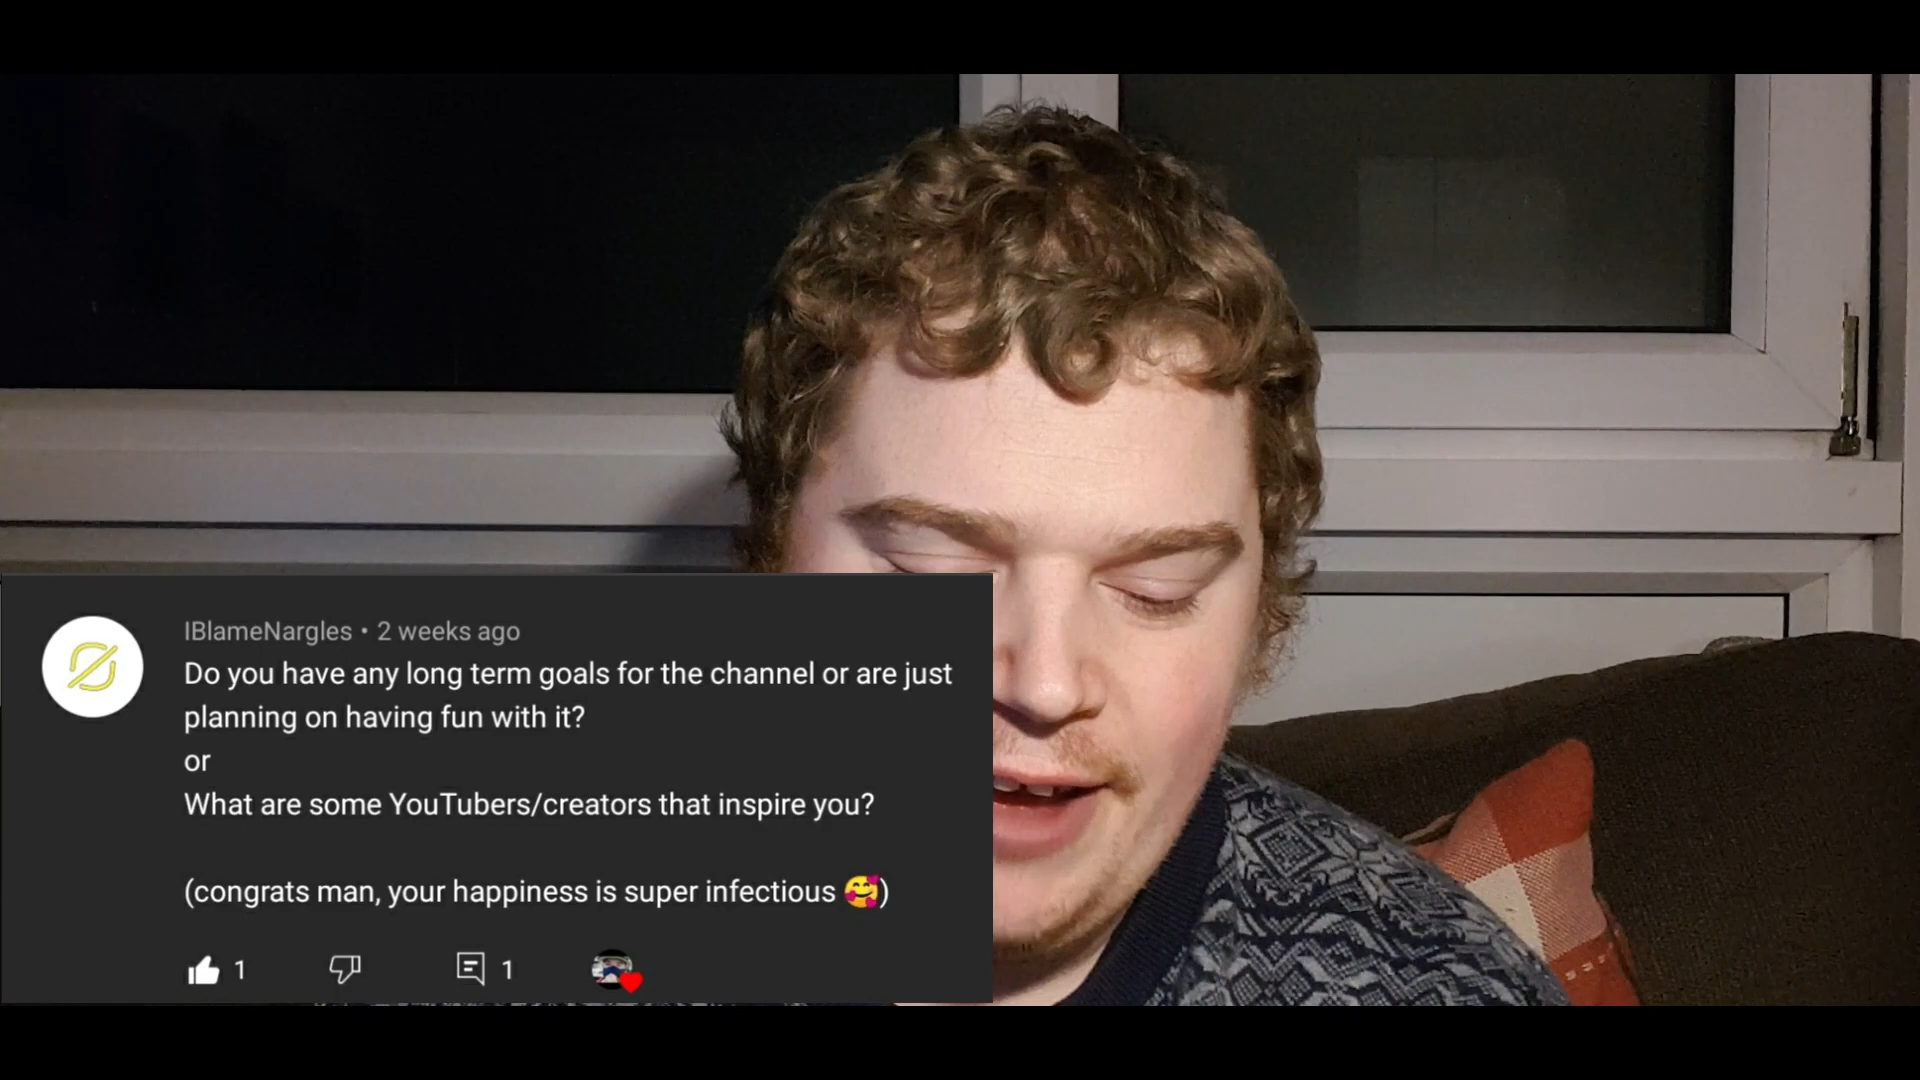 IBlameNargles • 2 weeks ago
Do you have any long term goals for the channel or are just
planning on having fun with it?
or
What are some YouTubers/creators that inspire you?
(congrats man, your happiness is super infectious 🥰)
1 1